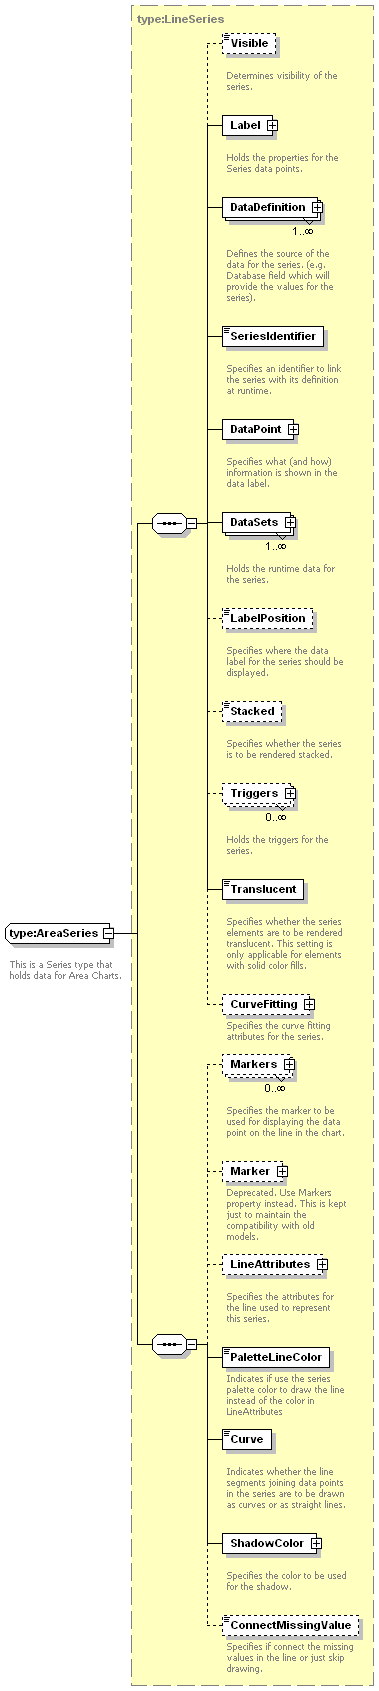 type:LineSeries
Visible
Determines visibility of the
series.
Label
Holds the properties for the
Series data points.
DataDefinition
1..∞
Defines the source of the
data for the series. (e.g.
Database field which will
provide the values for the
series).
SeriesIdentifier
Specifies an identifier to link
the series with its definition
at runtime.
DataPoint
Specifies what (and how)
information is shown in the
data label.
DataSets
1..∞
Holds the runtime data for
the series.
LabelPosition
Specifies where the data
label for the series should be
displayed.
Stacked
Specifies whether the series
is to be rendered stacked.
Triggers
0..∞
Holds the triggers for the
series.
Translucent
Specifies whether the series
elements are to be rendered
translucent. This setting is
only applicable for elements
with solid color fills.
type:AreaSeries
This is a Series type that
holds data for Area Charts.
CurveFitting
Specifies the curve fitting
attributes for the series.
Markers
0..∞
Specifies the marker to be
used for displaying the data
point on the line in the chart.
Marker
Deprecated. Use Markers
property instead. This is kept
just to maintain the
compatibility with old
models.
LineAttributes
Specifies the attributes for
the line used to represent
this series.
PaletteLineColor
Indicates if use the series
palette color to draw the line
instead of the color in
LineAttributes
Curve
Indicates whether the line
segments joining data points
in the series are to be drawn
as curves or as straight lines.
ShadowColor
Specifies the color to be used
for the shadow.
ConnectMissingValue
Specifies if connect the missing
values in the line or just skip
drawing.